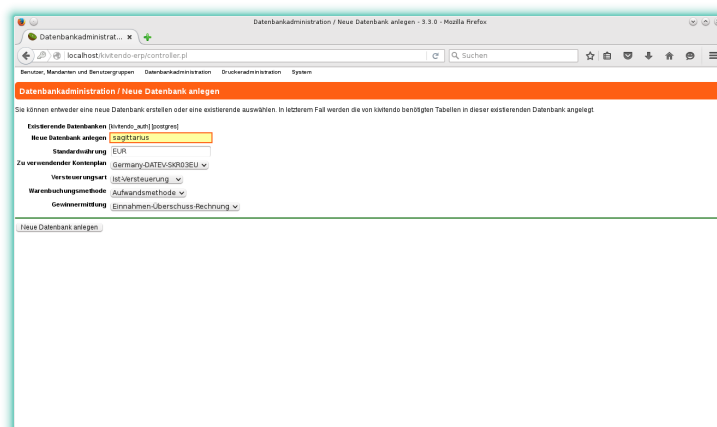 Datenbankadministration / Neue Datenbank anlegen - 3.3.0 - Mozilla Firefox
Datenbankadministrat...
localhost/kivitendo-erp/controller.pl
Suchen
Benutzer, Mandanten und Benutzergruppen Datenbankadministration Druckeradministration System
Datenbankadministration / Neue Datenbank anlegen
Sie können entweder eine neue Datenbank erstellen oder eine existierende auswählen. In letzterem Fall werden die von kivitendo benötigten Tabellen in dieser existierenden Datenbank angelegt.
Existierende Datenbanken [kivitendo_auth] [postgres]
Neue Datenbank anlegen sagittarius
Standardwährung EUR
Zu verwendender Kontenplan Germany-DATEV-SKR03EU
Versteuerungsart Ist-Versteuerung
Warenbuchungsmethode Aufwandsmethode
Gewinnermittlung Einnahmen-Überschuss-Rechnung
Neue Datenbank anlegen